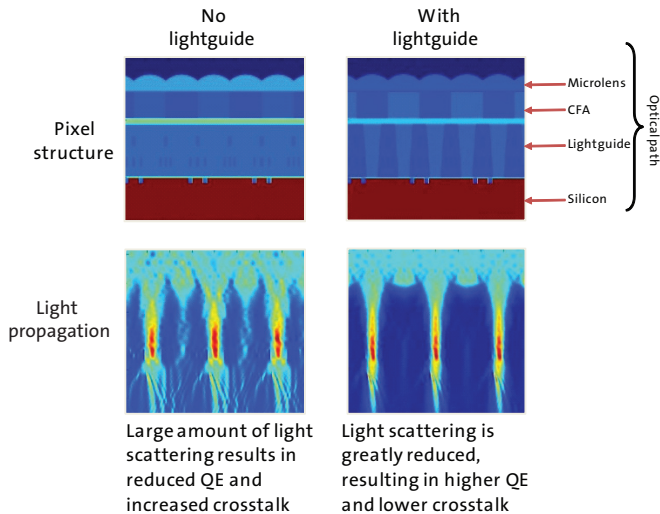 No
lightguide
With
lightguide
Pixel
structure
Microlens
CFA
Lightguide
Silicon
Optical path
Light
propagation
Large amount of light
scattering results in
reduced QE and
increased crosstalk
Light scattering is
greatly reduced,
resulting in higher QE
and lower crosstalk